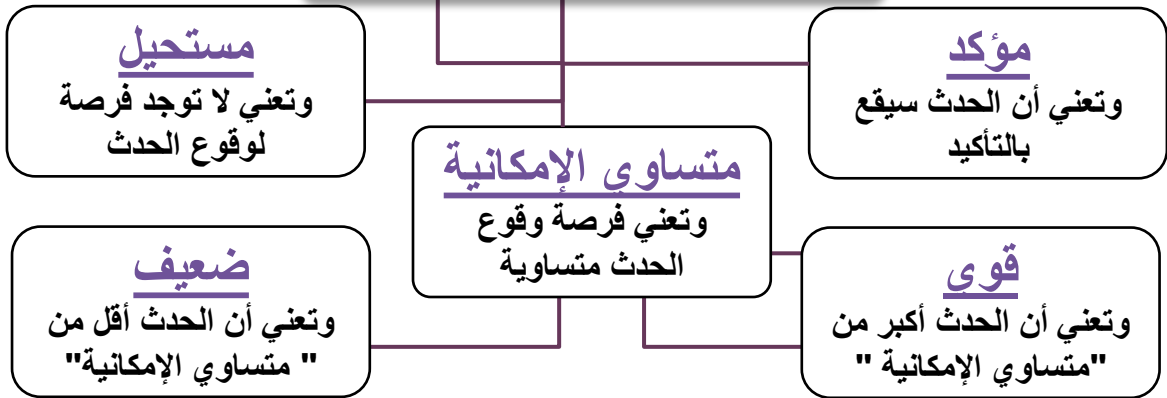 مؤكد
وتعني أن الحدث سيقع
بالتأكيد
مستحيل
وتعني لا توجد فرصة
لوقوع الحدث
متساوي الإمكانية
وتعني فرصة وقوع
الحدث متساوية
قوي
وتعني أن الحدث أكبر من
"متساوي الإمكانية "
ضعيف
وتعني أن الحدث أقل من
" متساوي الإمكانية"